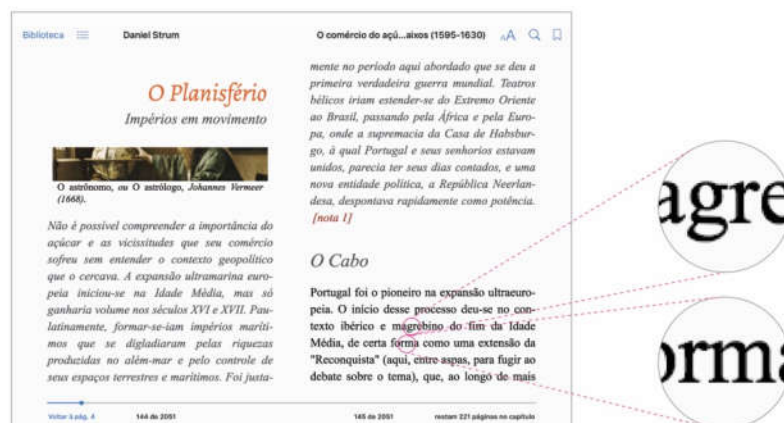 Biblioteca
Daniel Strum
O comércio do açú...aixos (1595-1630)
AA
O Planisfério
Impérios em movimento
O astrônomo, ou O astrólogo, Johannes Vermeer
(1668).
Não é possível compreender a importância do
açúcar e as vicissitudes que seu comércio
sofreu sem entender o contexto geopolítico
que o cercava. A expansão ultramarina euro-
peia iniciou-se na Idade Média, mas só
ganharia volume nos séculos XVI e XVII. Pau-
latinamente, formar-se-iam impérios maríti-
mos que se digladiaram pelas riquezas
produzidas no além-mar e pelo controle de
seus espaços terrestres e marítimos. Foi justa-
Voltar à pág. 4
144 de 2051
mente no período aqui abordado que se deu a
primeira verdadeira guerra mundial. Teatros
bélicos iriam estender-se do Extremo Oriente
ao Brasil, passando pela África e pela Euro-
pa, onde a supremacia da Casa de Habsbur-
go, à qual Portugal e seus senhorios estavam
unidos, parecia ter seus dias contados, e uma
nova entidade política, a República Neerlan-
desa, despontava rapidamente como potência.
[nota 1]
O Cabo
Portugal foi o pioneiro na expansão ultraeuro-
peia. O início desse processo deu-se no con-
texto ibérico e magrebino do fim da Idade
Média, de certa forma como uma extensão da
"Reconquista" (aqui, entre aspas, para fugir ao
debate sobre o tema), que, ao longo de mais
145 de 2051
restam 221 páginas no capítulo
agre
orma